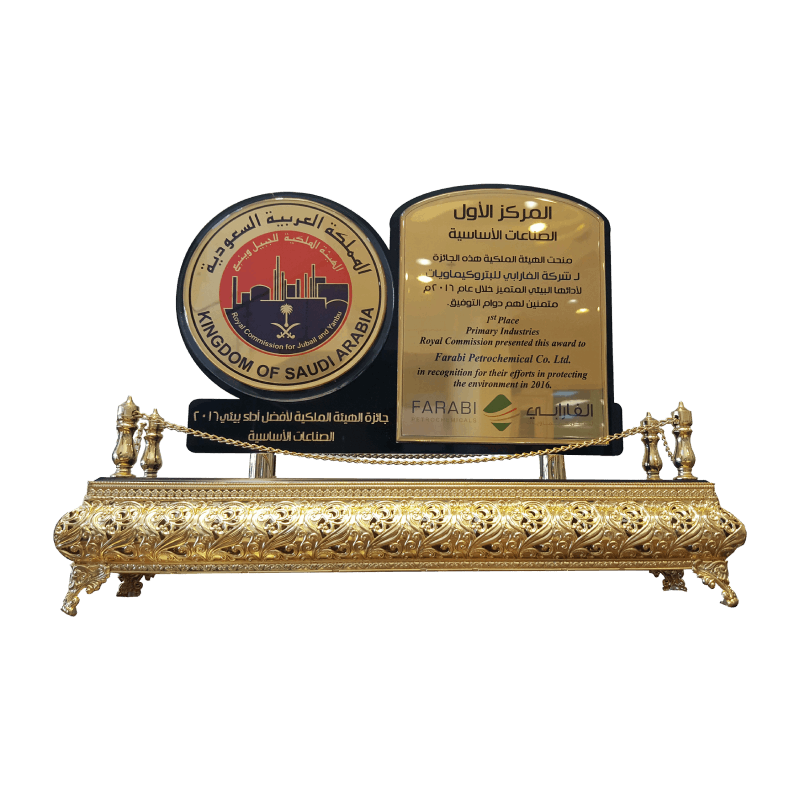 المملكة العربية السعودية
الهيئة الملكية للجبيل وينبع
Royal Commission for Jubail and Yanbu
KINGDOM OF SAUDI ARABIA
جائزة الهيئة الملكية لأفضل أداء بيئي ٢٠١٦
الصناعات الأساسية
المركز الأول
الصناعات الأساسية
منحت الهيئة الملكية هذه الجائزة
لـ شركة الفارابي للبتروكيماويات
لأدائها البيئي المتميز خلال عام ٢٠١٦م
متمنين لهم دوام التوفيق.
1st Place
Primary Industries
Royal Commission presented this award to
Farabi Petrochemical Co. Ltd.
in recognition for their efforts in protecting
the environment in 2016.
FARABI الفارابي
PETROCHEMICALS